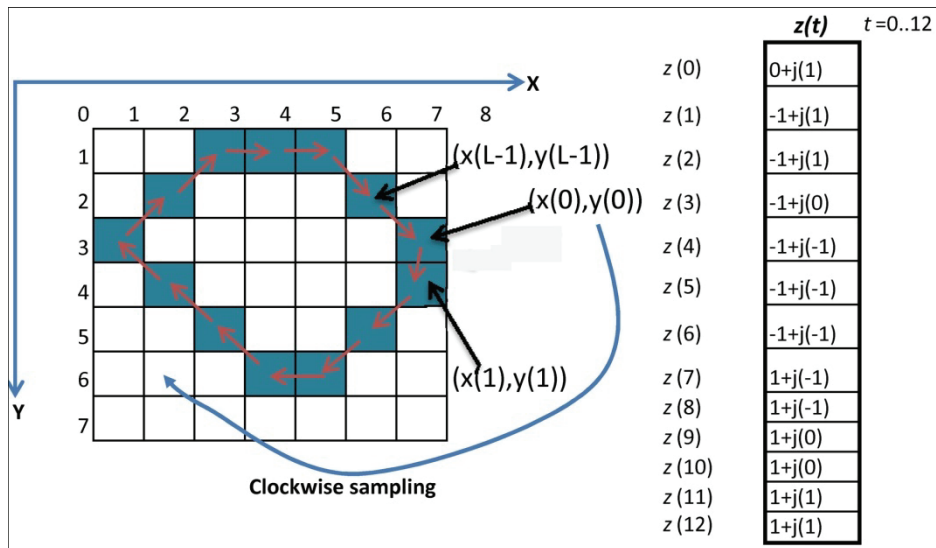 z(t) t =0..12
X
0 1 2 3 4 5 6 7 8
1
2
3
4
5
6
7
Y
(x(L-1),y(L-1))
(x(0),y(0))
(x(1),y(1))
Clockwise sampling
z (0) 0+j(1)
z (1) -1+j(1)
z (2) -1+j(1)
z (3) -1+j(0)
z (4) -1+j(-1)
z (5) -1+j(-1)
z (6) -1+j(-1)
z (7) 1+j(-1)
z (8) 1+j(-1)
z (9) 1+j(0)
z (10) 1+j(0)
z (11) 1+j(1)
z (12) 1+j(1)